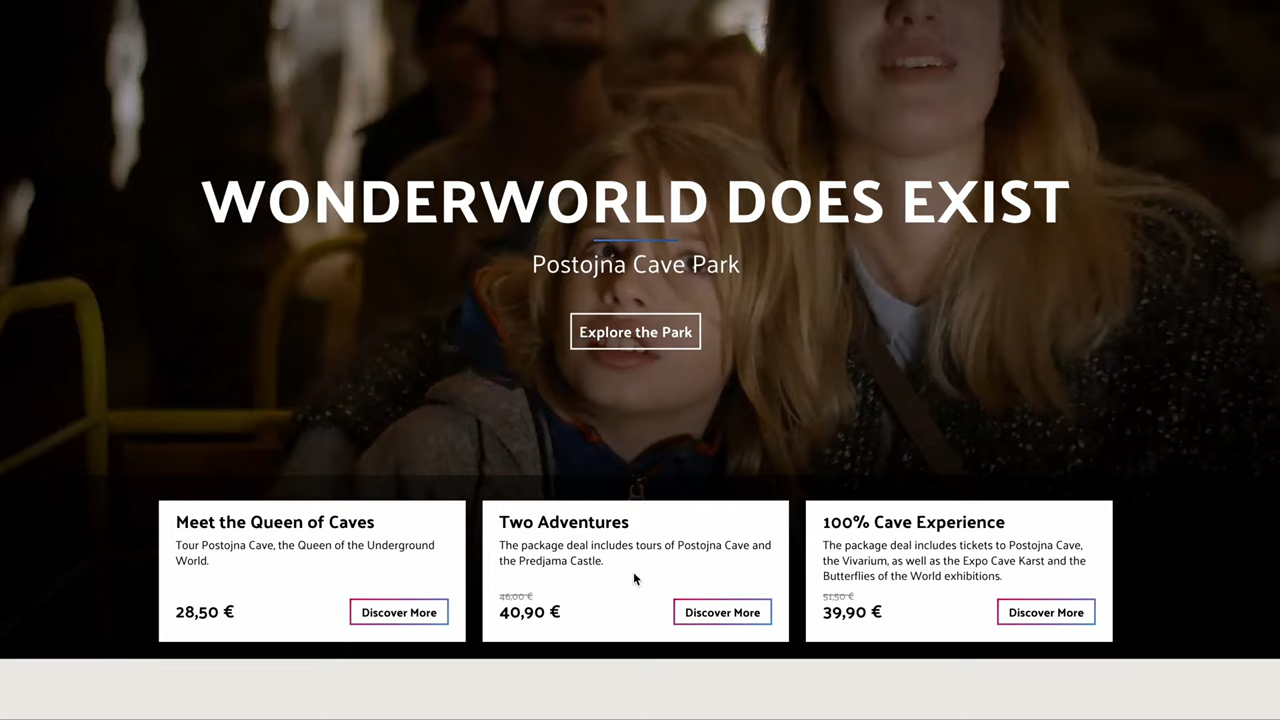 WONDERWORLD DOES EXIST
Postojna Cave Park
Explore the Park
Meet the Queen of Caves
Tour Postojna Cave, the Queen of the Underground
World.
28,50 €
Discover More
Two Adventures
The package deal includes tours of Postojna Cave and
the Predjama Castle.
46,00 €
40,90 €
Discover More
100% Cave Experience
The package deal includes tickets to Postojna Cave,
the Vivarium, as well as the Expo Cave Karst and the
Butterflies of the World exhibitions.
51,50 €
39,90 €
Discover More